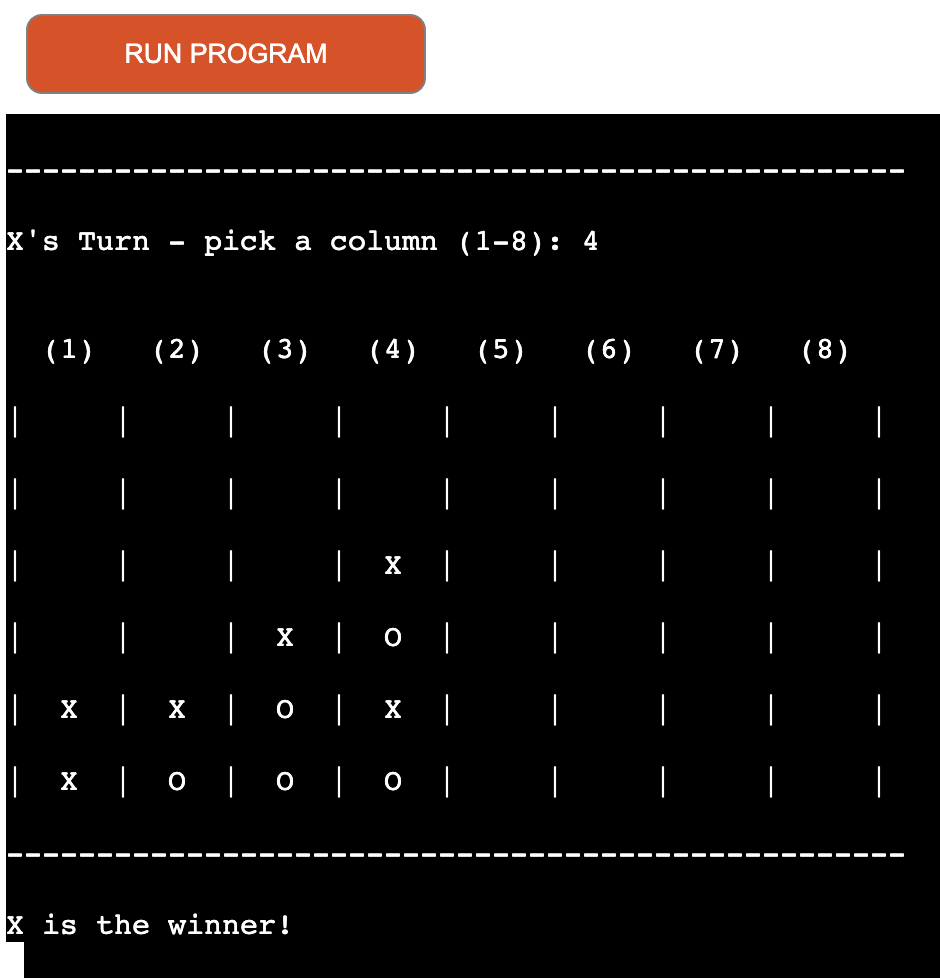 RUN PROGRAM
--------------------------------------------------
X's Turn - pick a column (1-8): 4
  (1)   (2)   (3)   (4)   (5)   (6)   (7)   (8)
|     |     |     |     |     |     |     |     |
|     |     |     |     |     |     |     |     |
|     |     |     |  x  |     |     |     |     |
|     |     |  x  |  o  |     |     |     |     |
|  x  |  x  |  o  |  x  |     |     |     |     |
|  x  |  o  |  o  |  o  |     |     |     |     |
--------------------------------------------------
X is the winner!